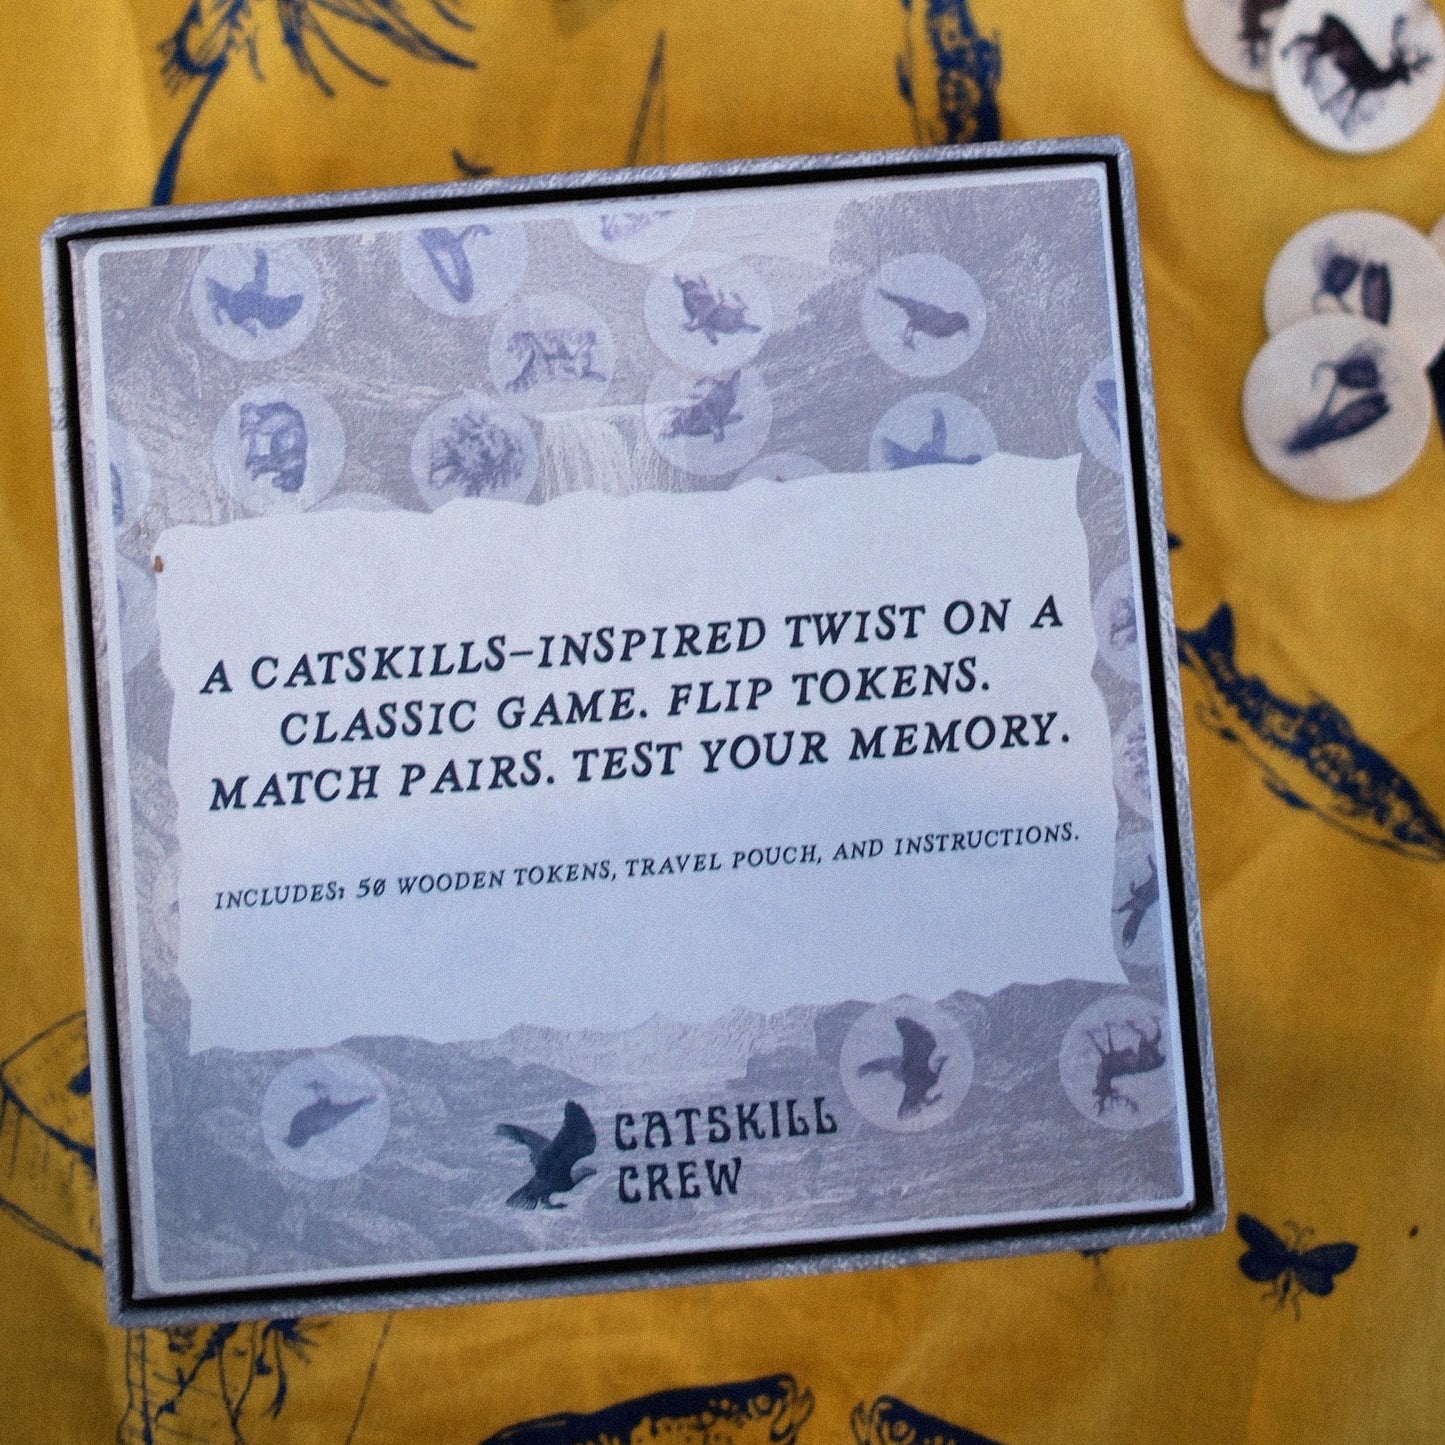 A CATSKILLS–INSPIRED TWIST ON A
CLASSIC GAME. FLIP TOKENS.
MATCH PAIRS. TEST YOUR MEMORY.
INCLUDES: 50 WOODEN TOKENS, TRAVEL POUCH, AND INSTRUCTIONS.
CATSKILL
CREW